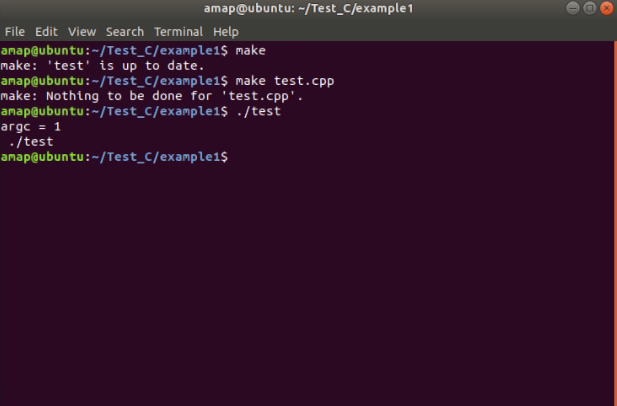 amap@ubuntu: ~/Test_C/example1
File Edit View Search Terminal Help
amap@ubuntu:~/Test_C/example1$ make
make: 'test' is up to date.
amap@ubuntu:~/Test_C/example1$ make test.cpp
make: Nothing to be done for 'test.cpp'.
amap@ubuntu:~/Test_C/example1$ ./test
argc = 1
 ./test
amap@ubuntu:~/Test_C/example1$